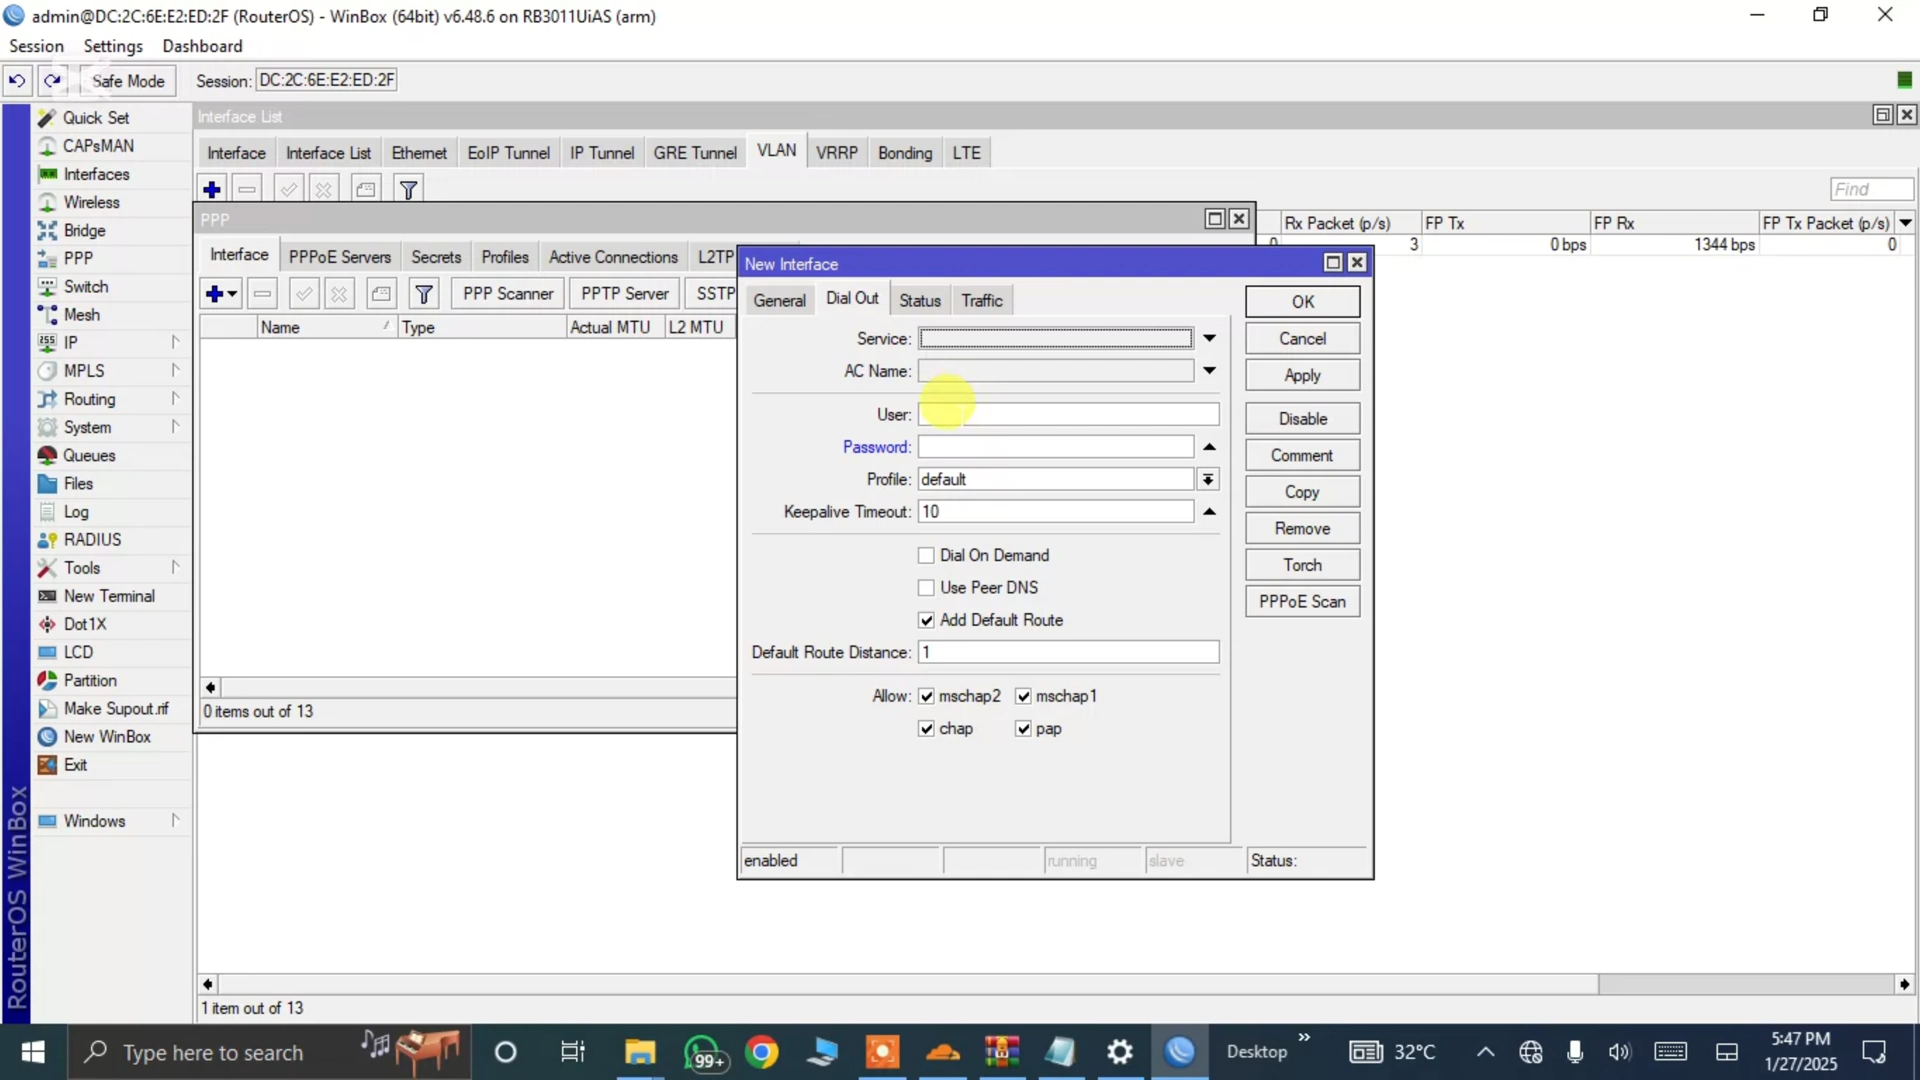 admin@DC:2C:6E:E2:ED:2F (RouterOS) - WinBox (64bit) v6.48.6 on RB3011UiAS (arm)
Session Settings Dashboard
Safe Mode Session: DC:2C:6E:E2:ED:2F
Quick Set
CAPsMAN
Interfaces
Wireless
Bridge
PPP
Switch
Mesh
IP
MPLS
Routing
System
Queues
Files
Log
RADIUS
Tools
New Terminal
Dot1X
LCD
Partition
Make Supout.rif
New WinBox
Exit
Windows
RouterOS WinBox
Interface List
Interface Interface List Ethernet EoIP Tunnel IP Tunnel GRE Tunnel VLAN VRRP Bonding LTE
Find
Rx Packet (p/s) FP Tx FP Rx FP Tx Packet (p/s)
0 3 0 bps 1344 bps 0
PPP
Interface PPPoE Servers Secrets Profiles Active Connections L2TP
PPP Scanner PPTP Server SSTP
Name Type Actual MTU L2 MTU
0 items out of 13
New Interface
General Dial Out Status Traffic
Service:
AC Name:
User:
Password:
Profile: default
Keepalive Timeout: 10
Dial On Demand
Use Peer DNS
Add Default Route
Default Route Distance: 1
Allow: mschap2 mschap1
chap pap
OK
Cancel
Apply
Disable
Comment
Copy
Remove
Torch
PPPoE Scan
enabled running slave Status:
1 item out of 13
Type here to search
99+
Desktop
32°C
5:47 PM
1/27/2025